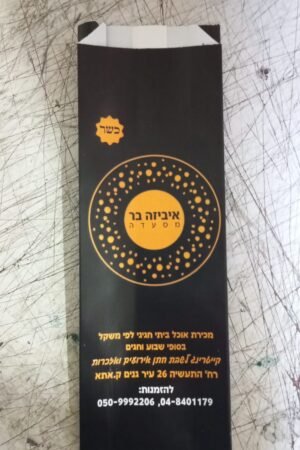 כשר
איביזה בר
מסעדה
מכירת אוכל ביתי חגיגי לפי משקל
בסופי שבוע וחגים
קייטרינג לשבת חתן אירועים ואזכרות
רח' התעשיה 26 עיר גנים ק.אתא
להזמנות:
050-9992206 ,04-8401179